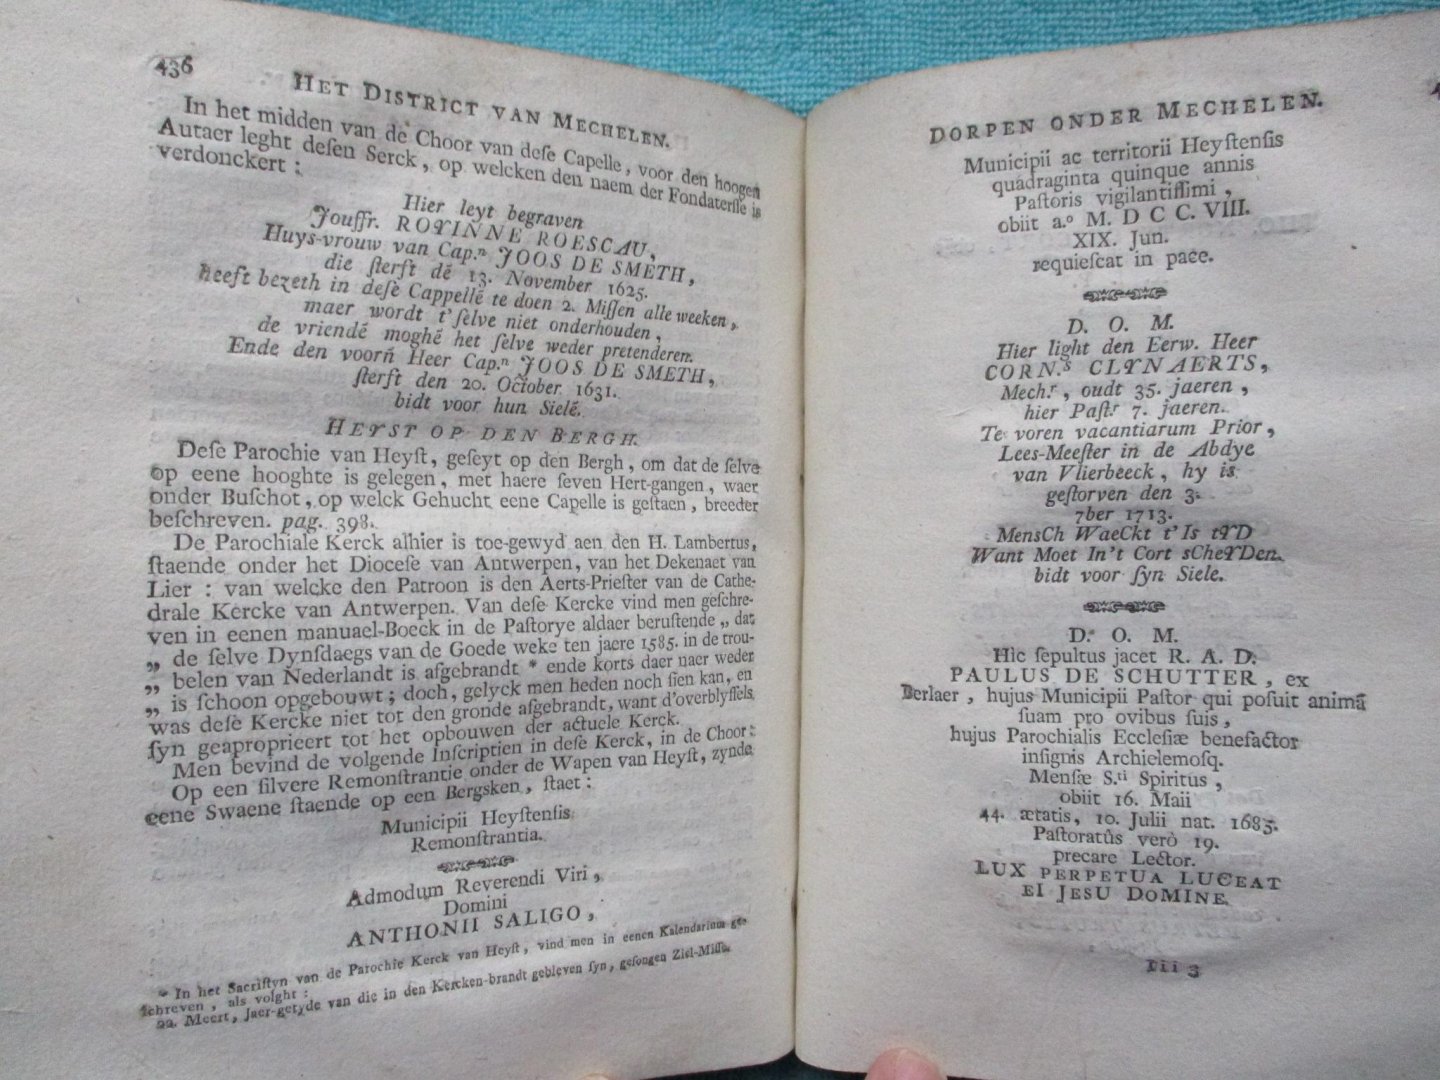 436
HET DISTRICT VAN MECHELEN.
In het midden van de Choor van deſe Capelle, voor den hoogen
Autaer leght deſen Serck, op welcken den naem der Fondaterſſe is
verdonckert:
Hier leyt begraven
Jouffr. ROYINNE ROESCAU,
Huys-vrouw van Cap.ⁿ JOOS DE SMETH,
die ſterft dē 13. November 1625.
heeft bezeth in deſe Cappellē te doen 2. Miſſen alle weeken,
maer wordt t'ſelve niet onderhouden,
de vriendē moghē het ſelve weder pretenderen.
Ende den voorñ Heer Cap.ⁿ JOOS DE SMETH,
ſterft den 20. October 1631.
bidt voor hun Sielē.
HEYST OP DEN BERGH.
Deſe Parochie van Heyſt, geſeyt op den Bergh, om dat de ſelve
op eene hooghte is gelegen, met haere ſeven Hert-gangen, waer
onder Buſchot, op welck Gehucht eene Capelle is geſtaen, breeder
beſchreven. pag. 398.
De Parochiale Kerck alhier is toe-gewyd aen den H. Lambertus,
ſtaende onder het Dioceſe van Antwerpen, van het Dekenaet van
Lier: van welcke den Patroon is den Aerts-Prieſter van de Cathe-
drale Kercke van Antwerpen. Van deſe Kercke vind men geſchre-
ven in eenen manuael-Boeck in de Paſtorye aldaer beruſtende „ dat
„ de ſelve Dynſdaegs van de Goede weke ten jaere 1585. in de trou-
„ belen van Nederlandt is afgebrandt * ende korts daer naer weder
„ is ſchoon opgebouwt; doch, gelyck men heden noch ſien kan, en
was deſe Kercke niet tot den gronde afgebrandt, want d'overblyſſels
ſyn geaproprieert tot het opbouwen der actuele Kerck.
Men bevind de volgende Inſcriptien in deſe Kerck, in de Choor:
Op een ſilvere Remonſtrantie onder de Wapen van Heyſt, zynde
eene Swaene ſtaende op een Bergsken, ſtaet:
Municipii Heyſtenſis
Remonſtrantia.
Admodum Reverendi Viri,
Domini
ANTHONII SALIGO,
* In het Sacriſtyn van de Parochie Kerck van Heyſt, vind men in eenen Kalendarium ge-
ſchreven, als volght:
22. Meert, Jaer-getyde van die in den Kercken-brandt gebleven ſyn, geſongen Ziel-Miſſe.
DORPEN ONDER MECHELEN.
Municipii ac territorii Heyſtenſis
quadraginta quinque annis
Paſtoris vigilantiſſimi,
obiit a.º M. D C C. VIII.
XIX. Jun.
requieſcat in pace.
D. O. M.
Hier light den Eerw. Heer
CORN.ˢ CLYNAERTS,
Mech.ʳ, oudt 35. jaeren,
hier Paſt.ʳ 7. jaeren.
Te voren vacantiarum Prior,
Lees-Meeſter in de Abdye
van Vlierbeeck, hy is
geſtorven den 3.
7ber 1713.
MensCh WaeCkt t'Is tYD
Want Moet In't Cort sCheYDen.
bidt voor ſyn Siele.
D. O. M.
Hic ſepultus jacet R. A. D.
PAULUS DE SCHUTTER, ex
Berlaer, hujus Municipii Paſtor qui poſuit animā
ſuam pro ovibus ſuis,
hujus Parochialis Eccleſiæ benefactor
inſignis Archielemoſq.
Menſæ S.ᵗⁱ Spiritus,
obiit 16. Maii
44. ætatis, 10. Julii nat. 1685.
Paſtoratûs verò 19.
precare Lector.
LUX PERPETUA LUCEAT
EI JESU DOMINE.
Iii 3